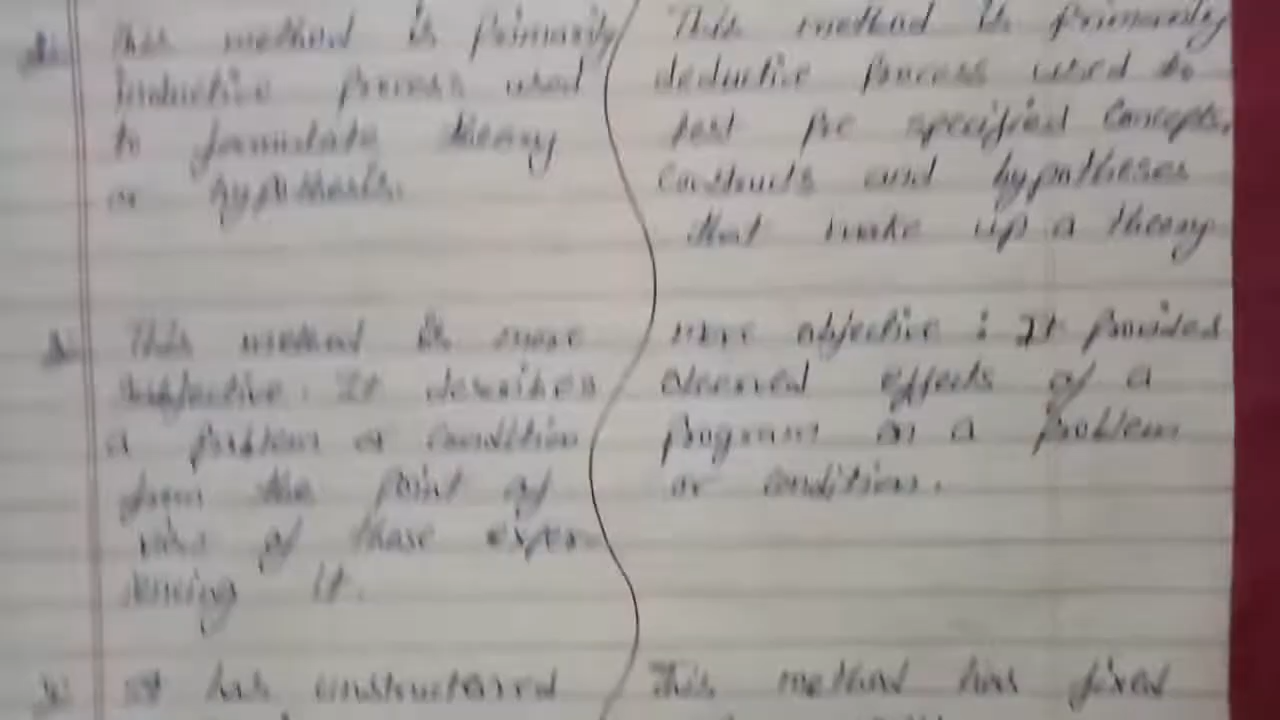 This method is primarily
inductive process used
to formulate theory
or hypothesis.
This method is more
subjective. It describes
a problem or condition
from the point of
view of those exper-
iencing it.
It has unstructured
This method is primarily
deductive process used to
test pre specified concepts,
constructs and hypotheses
that make up a theory
more objective : It provides
observed effects of a
program on a problem
or condition.
This method has fixed